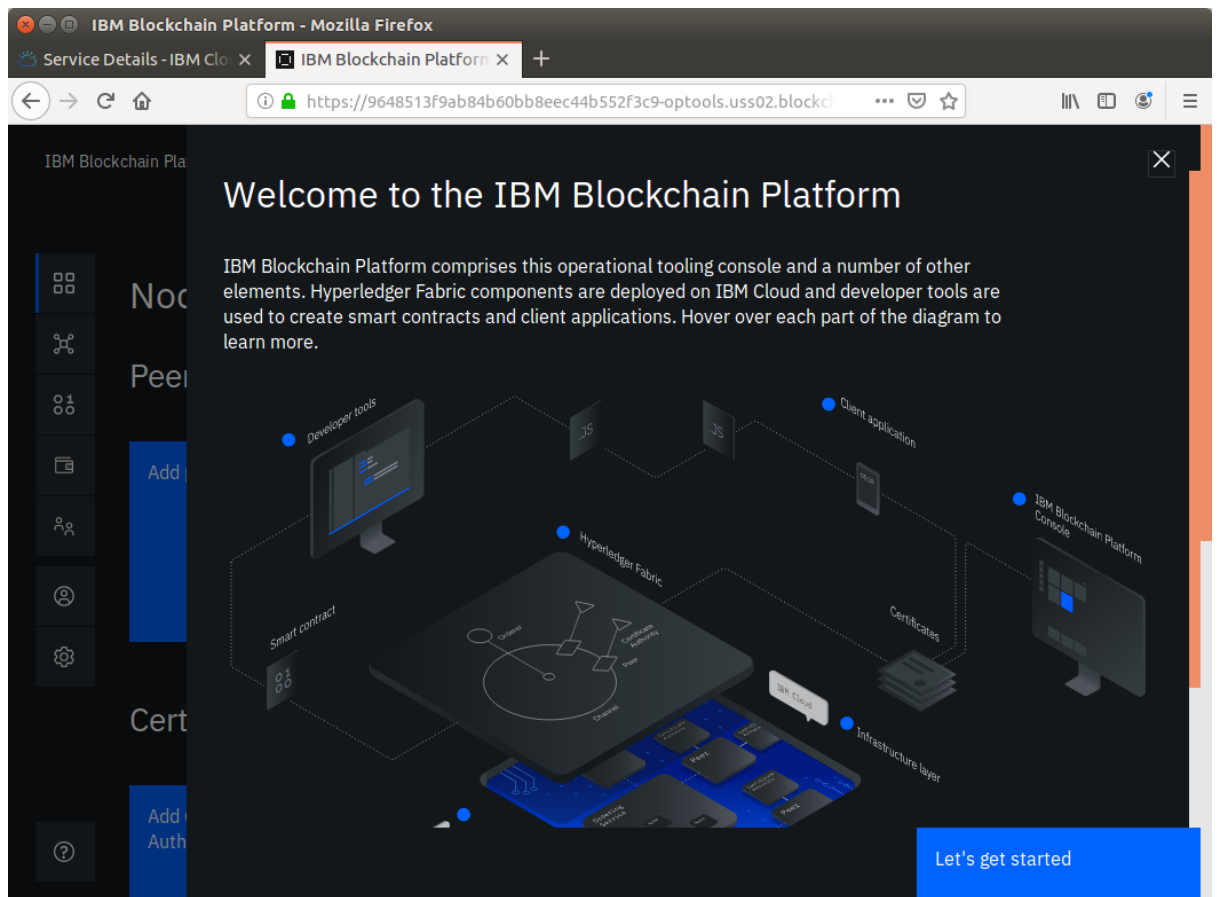 IBM Blockchain Platform - Mozilla Firefox
Service Details - IBM Clo
IBM Blockchain Platform
https://9648513f9ab84b60bb8eec44b552f3c9-optools.uss02.blockc
IBM Blockchain Pla
Welcome to the IBM Blockchain Platform
IBM Blockchain Platform comprises this operational tooling console and a number of other
elements. Hyperledger Fabric components are deployed on IBM Cloud and developer tools are
used to create smart contracts and client applications. Hover over each part of the diagram to
learn more.
Nod
Peer
Add
Cert
Add
Auth
Developer tools
.JS
.JS
Client application
IBM Blockchain Platform
Console
Hyperledger Fabric
Smart contract
Orderer
Certificate
Authority
Peer
Channel
Certificates
IBM Cloud
Infrastructure layer
Peer
Ordering
Service
Peer
Let's get started